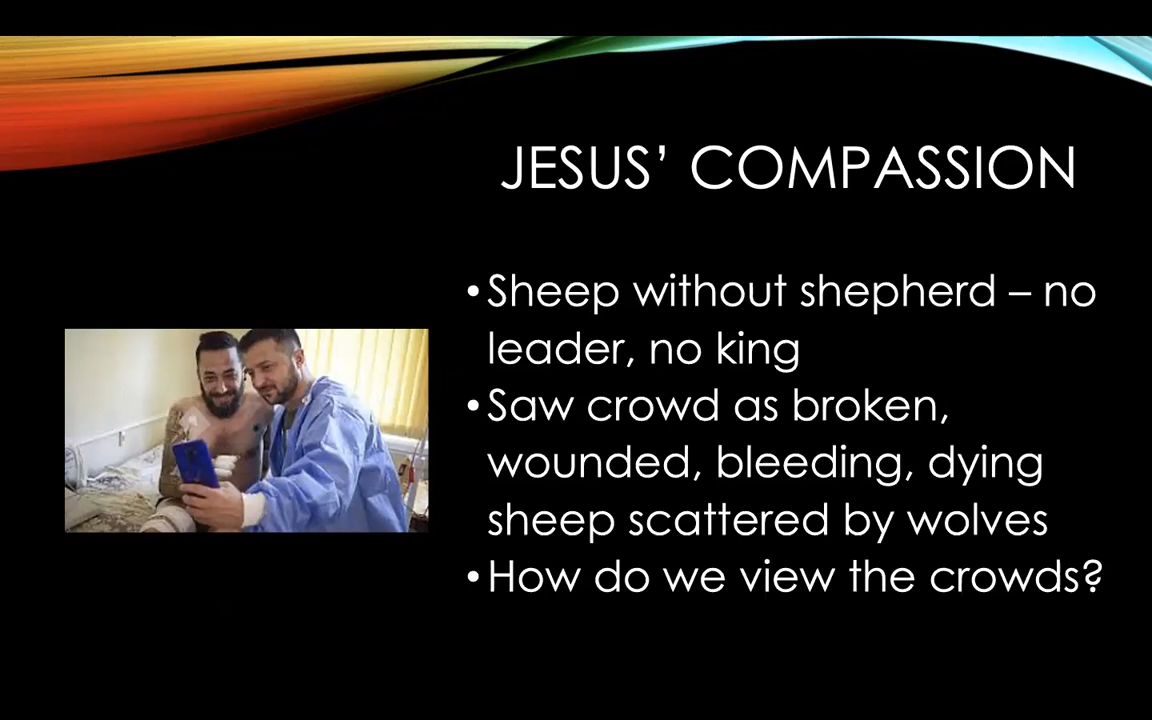 JESUS’ COMPASSION
•Sheep without shepherd – no
leader, no king
•Saw crowd as broken,
wounded, bleeding, dying
sheep scattered by wolves
•How do we view the crowds?